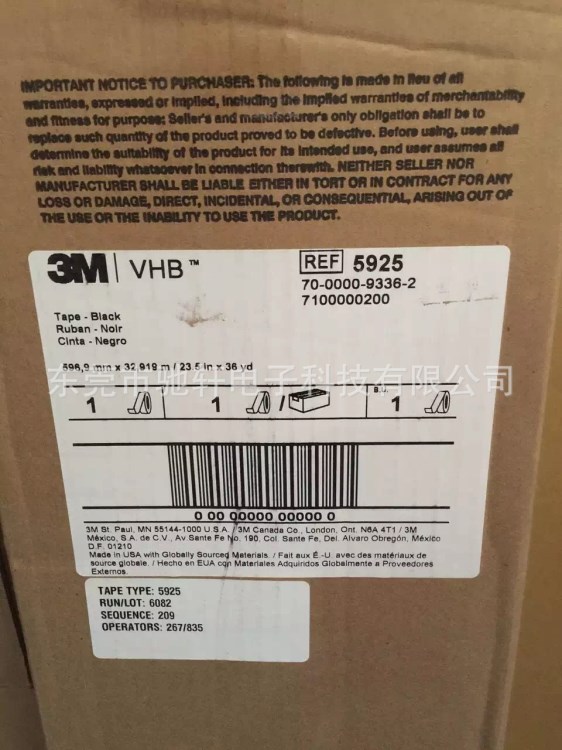 IMPORTANT NOTICE TO PURCHASER: The following is made in lieu of all
warranties, expressed or implied, including the implied warranties of merchantability
and fitness for purpose: Seller's and manufacturer's only obligation shall be to
replace such quantity of the product proved to be defective. Before using, user shall
determine the suitability of the product for its intended use, and user assumes all
risk and liability whatsoever in connection therewith. NEITHER SELLER NOR
MANUFACTURER SHALL BE LIABLE EITHER IN TORT OR IN CONTRACT FOR ANY
LOSS OR DAMAGE, DIRECT, INCIDENTAL, OR CONSEQUENTIAL, ARISING OUT OF
THE USE OR THE INABILITY TO USE THE PRODUCT.
3M | VHB™
REF 5925
70-0000-9336-2
7100000200
Tape - Black
Ruban - Noir
Cinta - Negro
596,9 mm x 32,919 m / 23.5 in x 36 yd
东莞市驰轩电子科技有限公司
1 1 / 1
0 00 00000 00000 0
3M St. Paul, MN 55144-1000 U.S.A. / 3M Canada Co., London, Ont. N6A 4T1 / 3M
México, S.A. de C.V., Av Santa Fe No. 190, Col. Santa Fe, Del. Alvaro Obregón, México
D.F. 01210
Made in USA with Globally Sourced Materials. / Fait aux É.-U. avec des matériaux de
source globale. / Hecho en EUA con Materiales Adquiridos Globalmente a Proveedores
Externos.
TAPE TYPE: 5925
RUN/LOT: 6082
SEQUENCE: 209
OPERATORS: 267/835